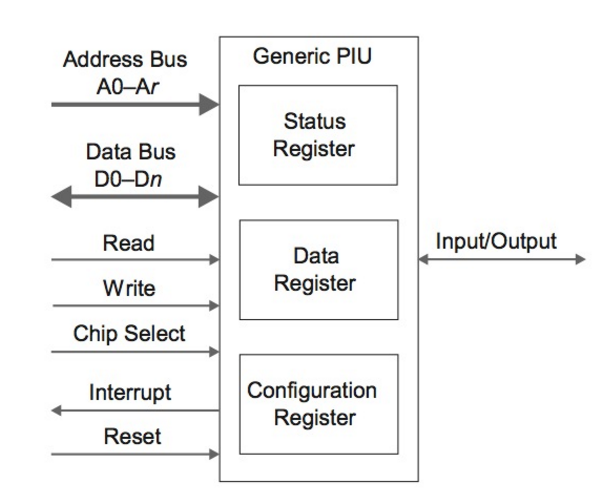 Address Bus
A0–Ar
Generic PIU
Status
Register
Data Bus
D0–Dn
Read
Data
Register
Input/Output
Write
Chip Select
Interrupt
Configuration
Register
Reset